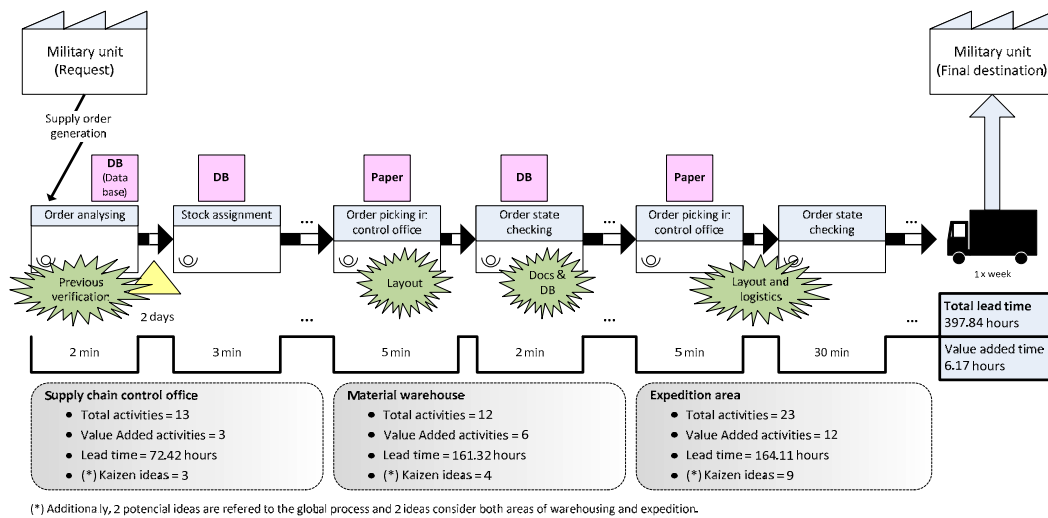 Military unit
(Request)
Military unit
(Final destination)
Supply order
generation
DB
(Data
base)
DB
Paper
DB
Paper
Order analysing
Stock assignment
...
Order picking in
control office
Order state
checking
...
Order picking in
control office
Order state
checking
...
1 x week
Previous
verification
Layout
Docs &
DB
Layout and
logistics
2 days
...
...
...
2 min
3 min
5 min
2 min
5 min
30 min
Total lead time
397.84 hours
Value added time
6.17 hours
Supply chain control office
• Total activities = 13
• Value Added activities = 3
• Lead time = 72.42 hours
• (*) Kaizen ideas = 3
Material warehouse
• Total activities = 12
• Value Added activities = 6
• Lead time = 161.32 hours
• (*) Kaizen ideas = 4
Expedition area
• Total activities = 23
• Value Added activities = 12
• Lead time = 164.11 hours
• (*) Kaizen ideas = 9
(*) Additionally, 2 potencial ideas are refered to the global process and 2 ideas consider both areas of warehousing and expedition.